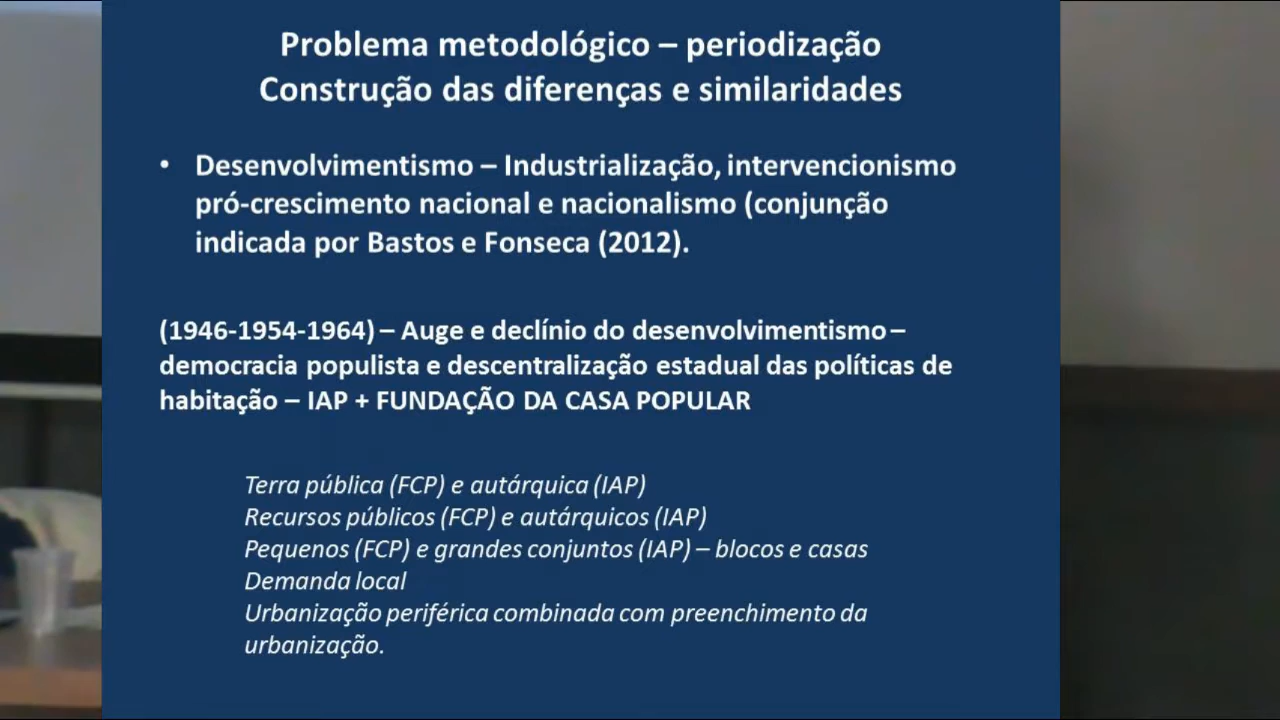 Problema metodológico – periodização
Construção das diferenças e similaridades
• Desenvolvimentismo – Industrialização, intervencionismo
pró-crescimento nacional e nacionalismo (conjunção
indicada por Bastos e Fonseca (2012).
(1946-1954-1964) – Auge e declínio do desenvolvimentismo –
democracia populista e descentralização estadual das políticas de
habitação – IAP + FUNDAÇÃO DA CASA POPULAR
Terra pública (FCP) e autárquica (IAP)
Recursos públicos (FCP) e autárquicos (IAP)
Pequenos (FCP) e grandes conjuntos (IAP) – blocos e casas
Demanda local
Urbanização periférica combinada com preenchimento da
urbanização.